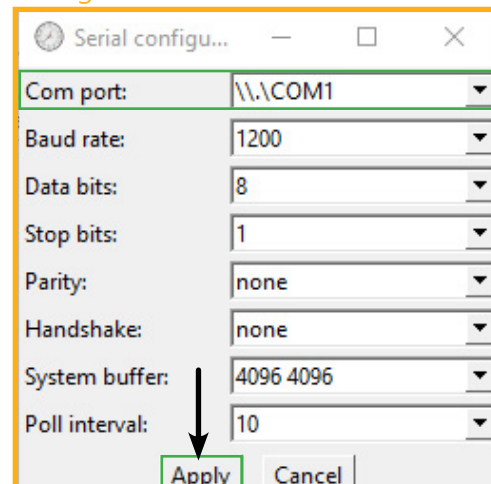 Serial configu...
Com port: \\.\COM1
Baud rate: 1200
Data bits: 8
Stop bits: 1
Parity: none
Handshake: none
System buffer: 4096 4096
Poll interval: 10
Apply Cancel